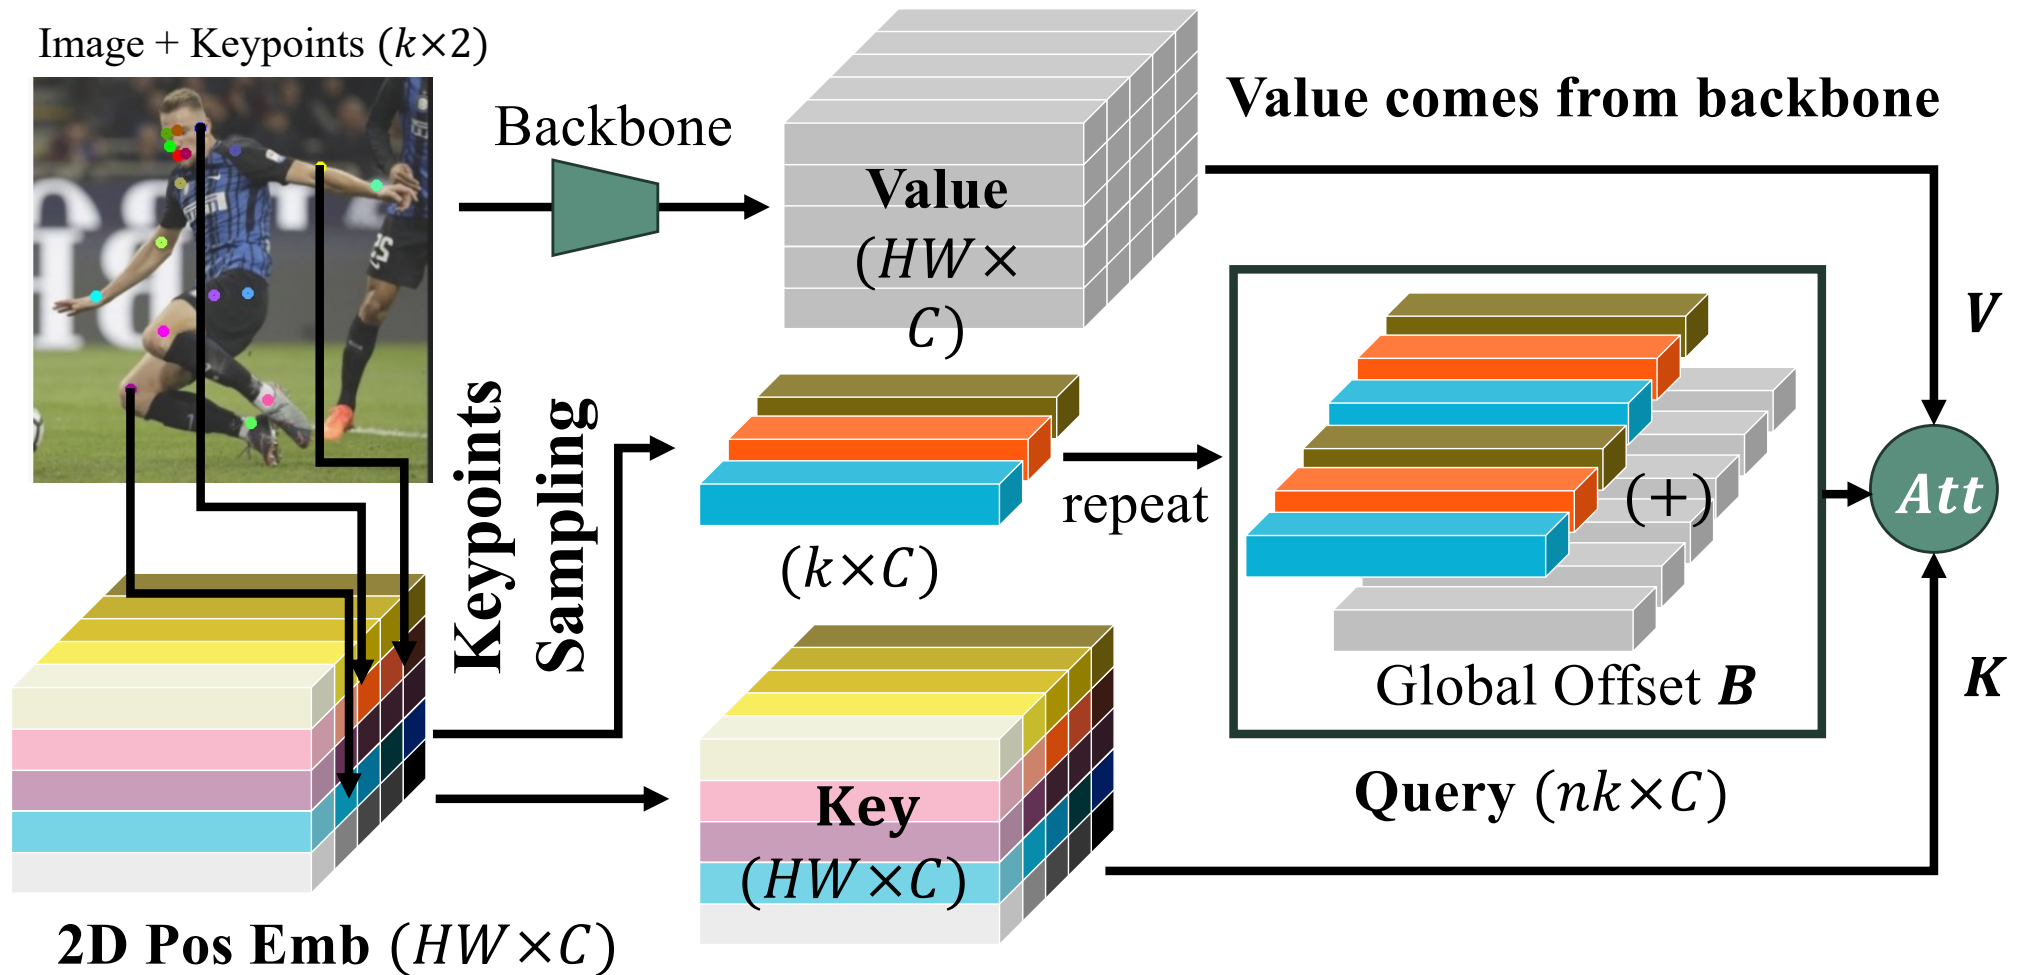 Image + Keypoints (k×2)
Backbone
Value
(HW×
C)
Value comes from backbone
V
Keypoints
Sampling
(k×C)
repeat
(+)
Global Offset B
Query (nk×C)
Att
K
Key
(HW×C)
2D Pos Emb (HW×C)